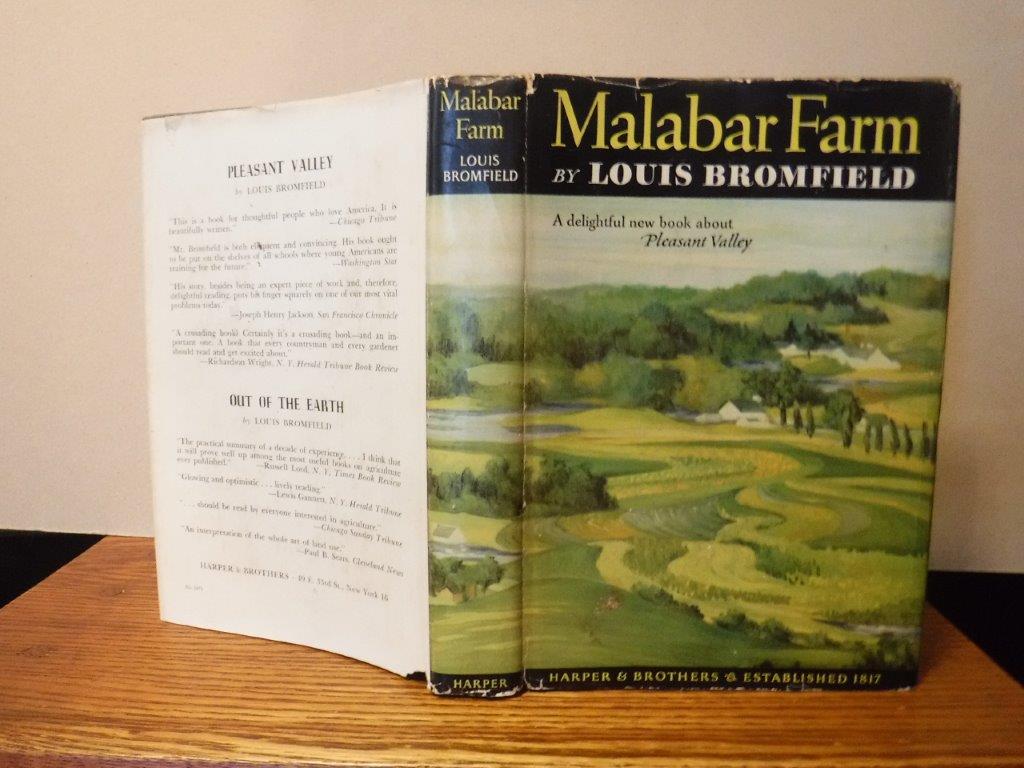 PLEASANT VALLEY
by LOUIS BROMFIELD
"This is a book for thoughtful people who love America. It is
beautifully written." —Chicago Tribune
"Mr. Bromfield is both eloquent and convincing. His book ought
to be put on the shelves of all schools where young Americans are
training for the future." —Washington Star
"His story, besides being an expert piece of work and, therefore,
delightful reading, puts his finger squarely on one of our most vital
problems today."
—Joseph Henry Jackson, San Francisco Chronicle
"A crusading book? Certainly it's a crusading book—and an im-
portant one. A book that every countryman and every gardener
should read and get excited about."
—Richardson Wright, N. Y. Herald Tribune Book Review
OUT OF THE EARTH
by LOUIS BROMFIELD
"The practical summary of a decade of experience. . . . I think that
it will prove well up among the most useful books on agriculture
ever published." —Russell Lord, N. Y. Times Book Review
"Glowing and optimistic . . . lively reading."
—Lewis Gannett, N. Y. Herald Tribune
". . . should be read by everyone interested in agriculture."
—Chicago Sunday Tribune
"An interpretation of the whole art of land use."
—Paul B. Sears, Cleveland News
HARPER & BROTHERS · 49 E. 33rd St., New York 16
Malabar
Farm
LOUIS
BROMFIELD
HARPER
Malabar Farm
BY LOUIS BROMFIELD
A delightful new book about
Pleasant Valley
HARPER & BROTHERS ESTABLISHED 1817